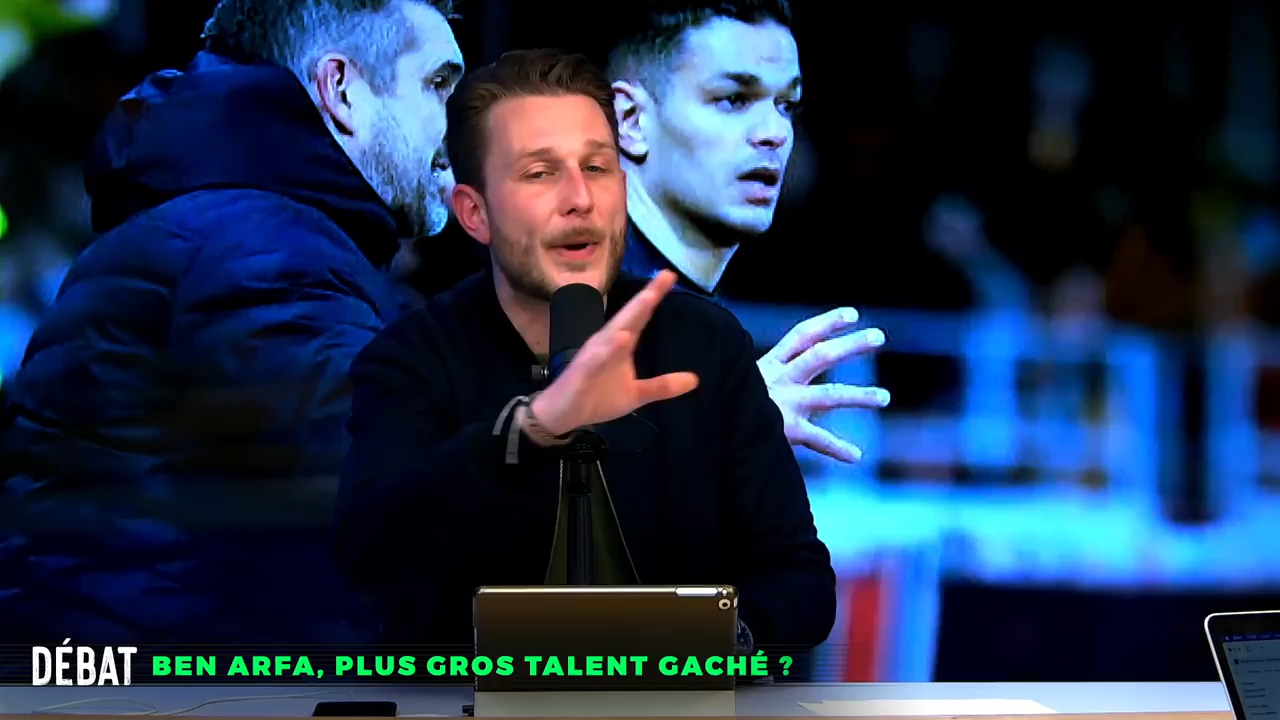 DÉBAT BEN ARFA, PLUS GROS TALENT GACHÉ ?